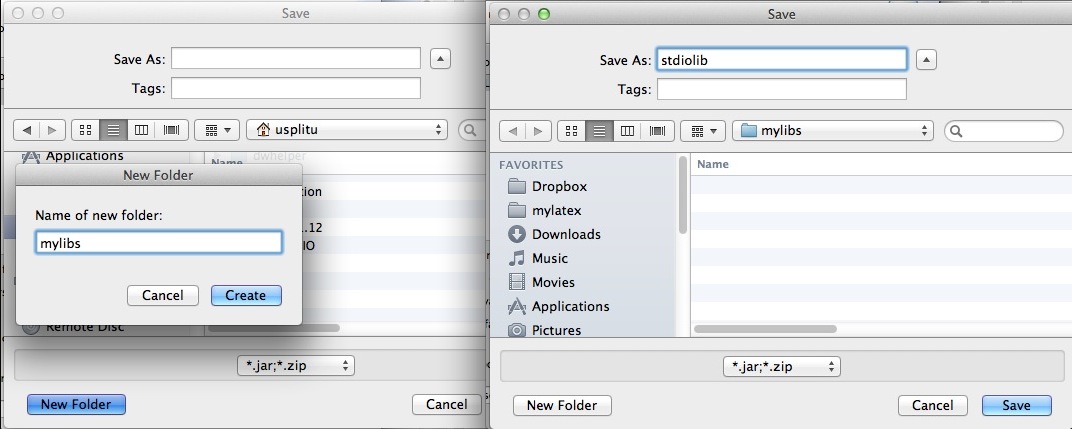 Save
Save As:
Tags:
usplitu
Applications
Name
dwhelper
New Folder
Name of new folder:
mylibs
Cancel
Create
tion
.12
IO
Remote Disc
*.jar;*.zip
New Folder
Cancel
Save
Save As: stdiolib
Tags:
mylibs
FAVORITES
Name
Dropbox
mylatex
Downloads
Music
Movies
Applications
Pictures
*.jar;*.zip
New Folder
Cancel
Save